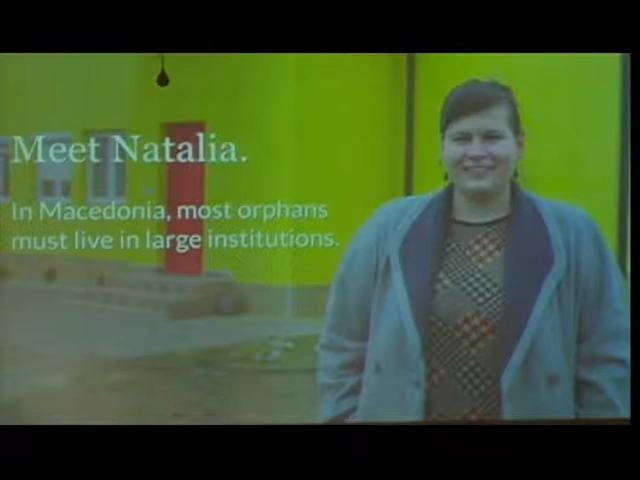 Meet Natalia.
In Macedonia, most orphans
must live in large institutions.